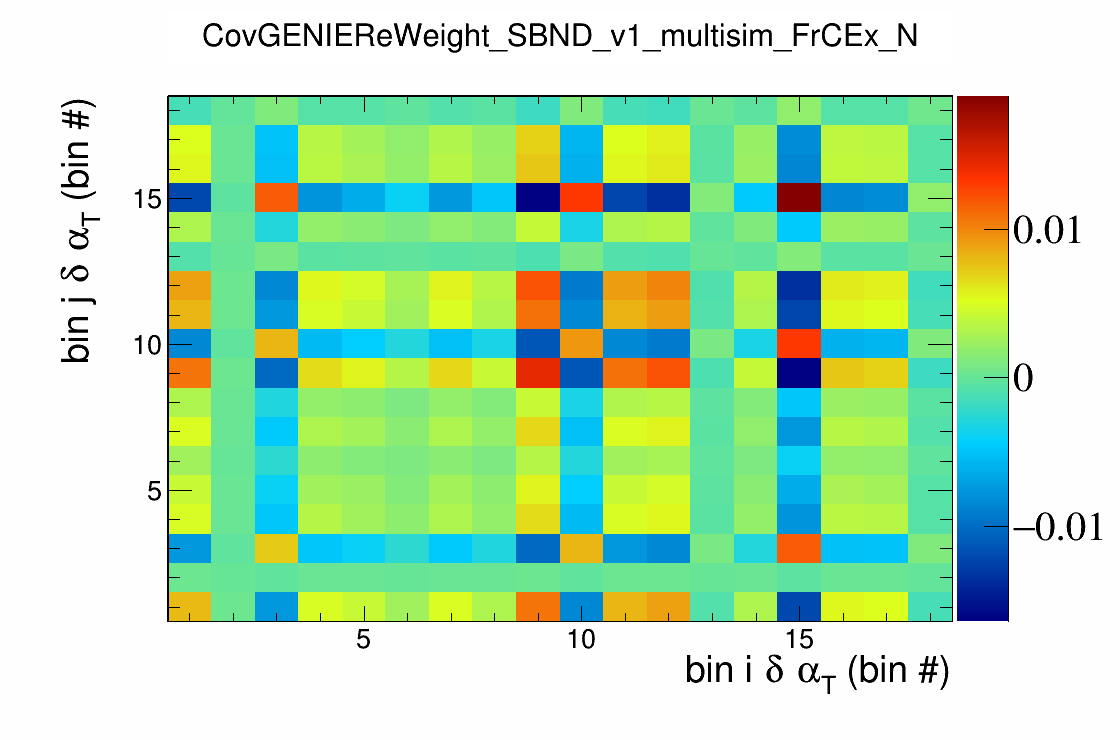 CovGENIEReWeight_SBND_v1_multisim_FrCEx_N
bin j δ α_T (bin #)
15
10
5
0.01
0
−0.01
5 10 15
bin i δ α_T (bin #)